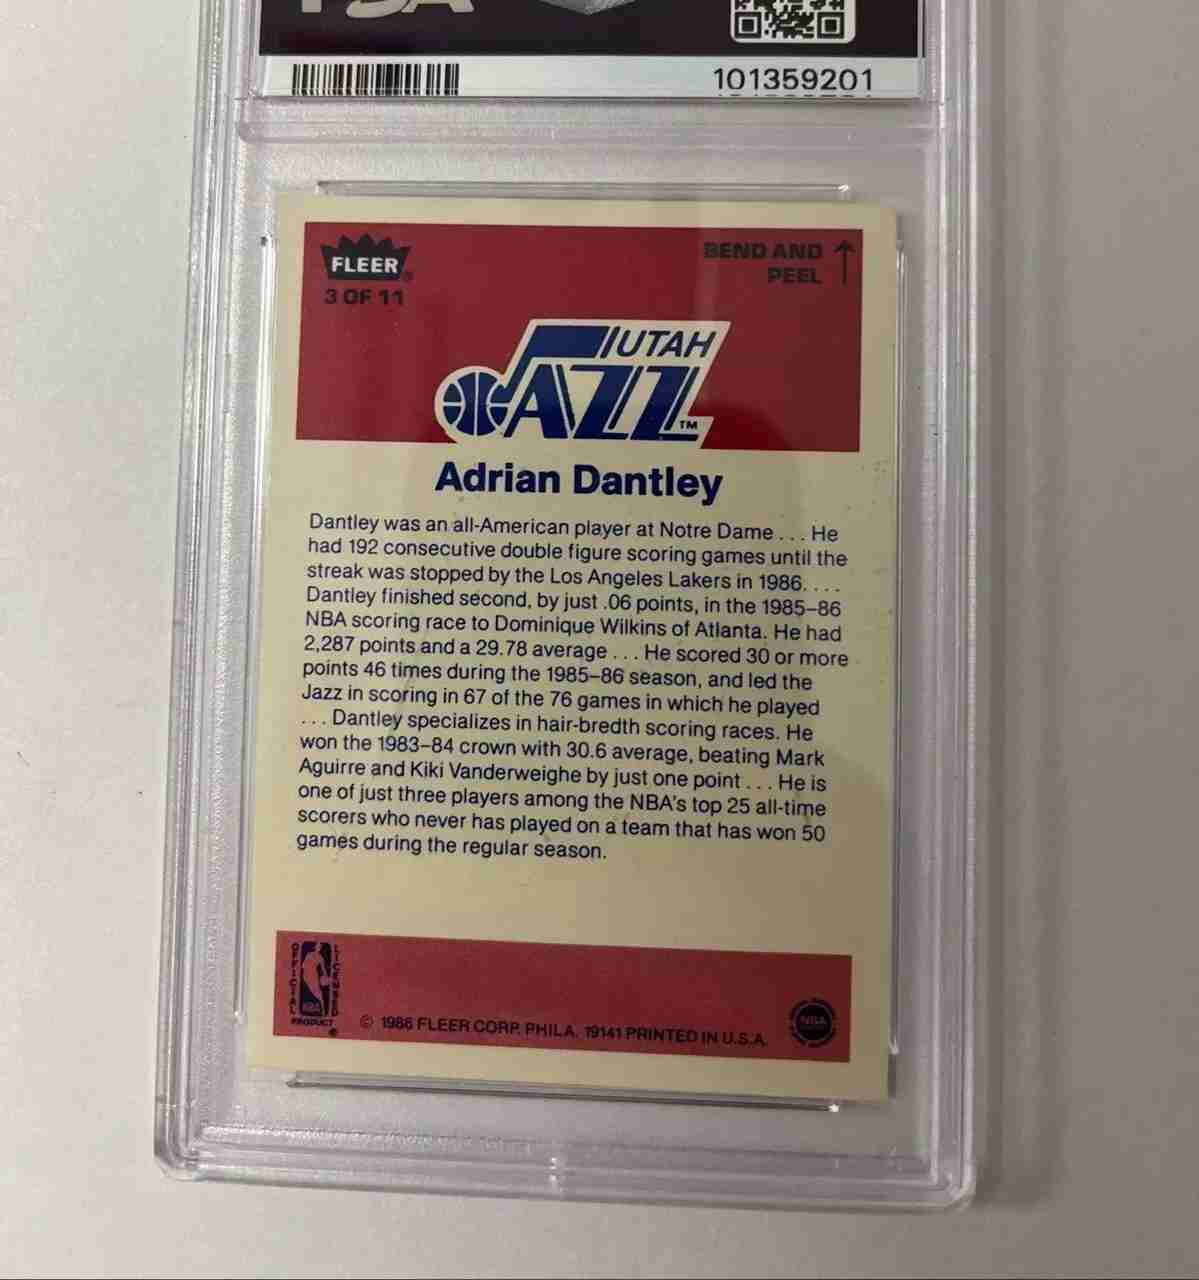 PSA
101359201
FLEER®
3 OF 11
BEND AND
PEEL
UTAH
JAZZ™
Adrian Dantley
Dantley was an all-American player at Notre Dame . . . He
had 192 consecutive double figure scoring games until the
streak was stopped by the Los Angeles Lakers in 1986. . . .
Dantley finished second, by just .06 points, in the 1985–86
NBA scoring race to Dominique Wilkins of Atlanta. He had
2,287 points and a 29.78 average . . . He scored 30 or more
points 46 times during the 1985–86 season, and led the
Jazz in scoring in 67 of the 76 games in which he played
. . . Dantley specializes in hair-bredth scoring races. He
won the 1983–84 crown with 30.6 average, beating Mark
Aguirre and Kiki Vanderweighe by just one point . . . He is
one of just three players among the NBA's top 25 all-time
scorers who never has played on a team that has won 50
games during the regular season.
OFFICIAL
LICENSED
NBA
PRODUCT
®
© 1986 FLEER CORP. PHILA. 19141 PRINTED IN U.S.A.
NBA